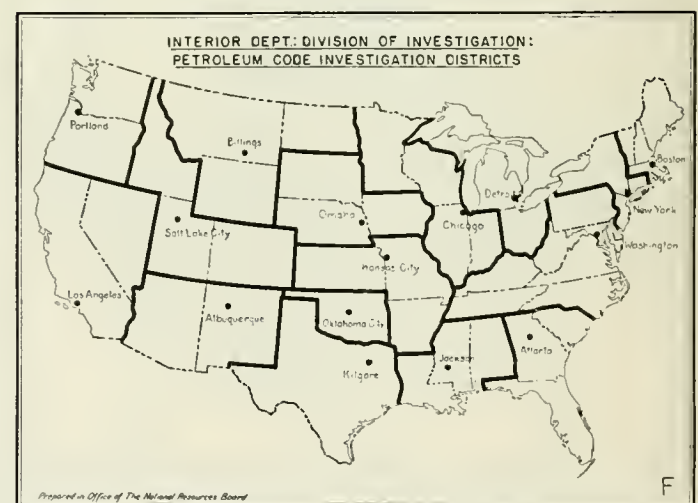 INTERIOR DEPT.: DIVISION OF INVESTIGATION:
PETROLEUM CODE INVESTIGATION DISTRICTS
Portland
Billings
Boston
Detroit
Omaha
New York
Salt Lake City
Chicago
Washington
Kansas City
Los Angeles
Albuquerque
Oklahoma City
Atlanta
Jackson
Kilgore
F
Prepared in Office of The National Resources Board